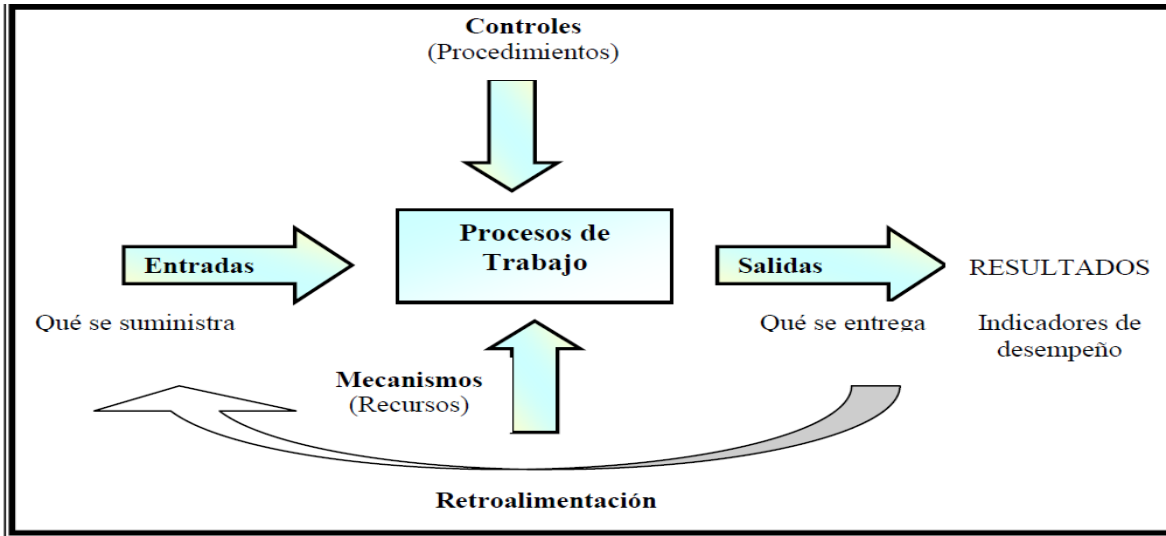 Controles
(Procedimientos)
Procesos de
Trabajo
Entradas
Salidas
RESULTADOS
Qué se suministra
Qué se entrega
Indicadores de
desempeño
Mecanismos
(Recursos)
Retroalimentación